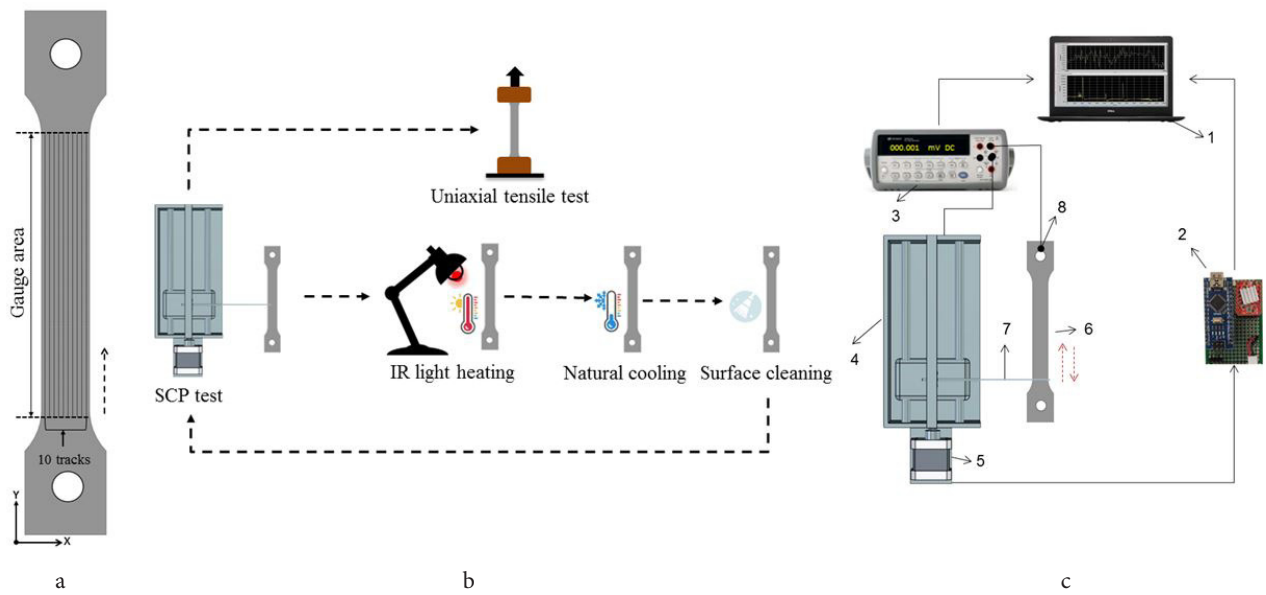 Gauge area
10 tracks
Y
X
a
Uniaxial tensile test
SCP test
IR light heating
Natural cooling
Surface cleaning
b
000.001 mV DC
1
2
3
4
5
6
7
8
c